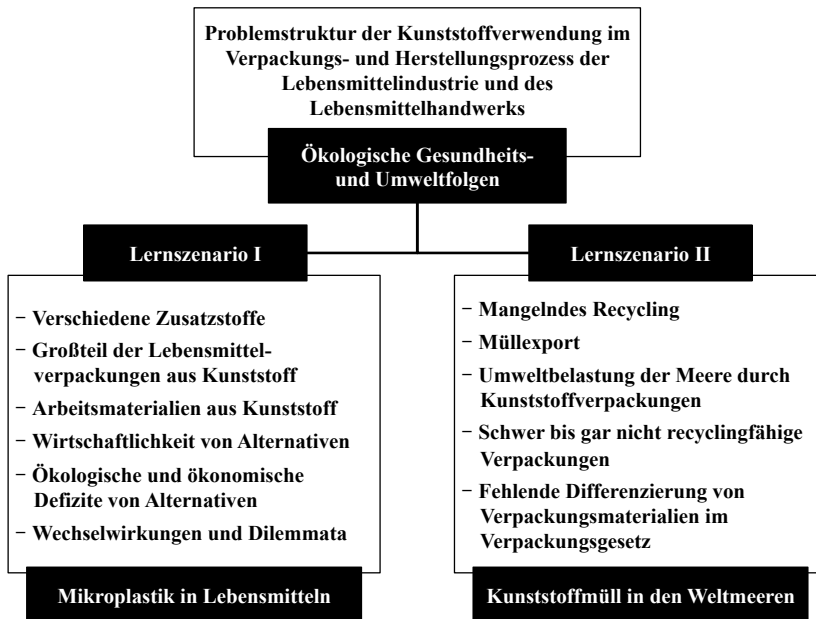 Problemstruktur der Kunststoffverwendung im
Verpackungs- und Herstellungsprozess der
Lebensmittelindustrie und des
Lebensmittelhandwerks
Ökologische Gesundheits-
und Umweltfolgen
Lernszenario I
− Verschiedene Zusatzstoffe
− Großteil der Lebensmittel-
verpackungen aus Kunststoff
− Arbeitsmaterialien aus Kunststoff
− Wirtschaftlichkeit von Alternativen
− Ökologische und ökonomische
Defizite von Alternativen
− Wechselwirkungen und Dilemmata
Mikroplastik in Lebensmitteln
Lernszenario II
− Mangelndes Recycling
− Müllexport
− Umweltbelastung der Meere durch
Kunststoffverpackungen
− Schwer bis gar nicht recyclingfähige
Verpackungen
− Fehlende Differenzierung von
Verpackungsmaterialien im
Verpackungsgesetz
Kunststoffmüll in den Weltmeeren